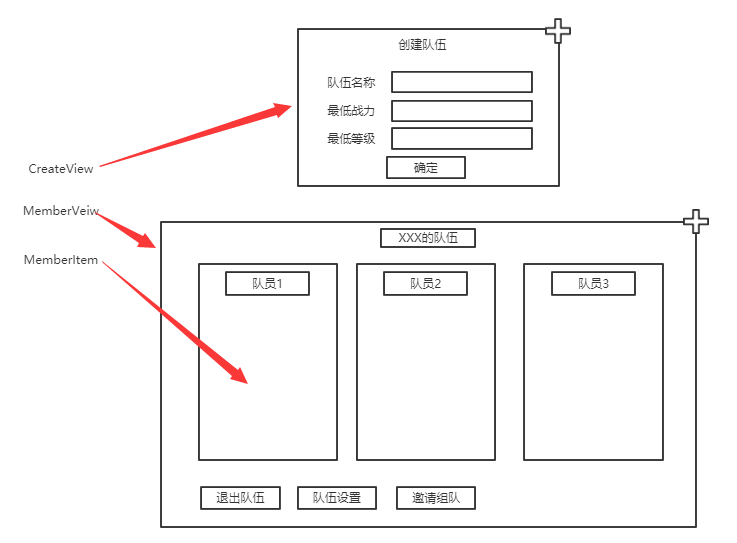 创建队伍
队伍名称
最低战力
最低等级
确定
CreateView
MemberVeiw
XXX的队伍
MemberItem
队员1
队员2
队员3
退出队伍
队伍设置
邀请组队